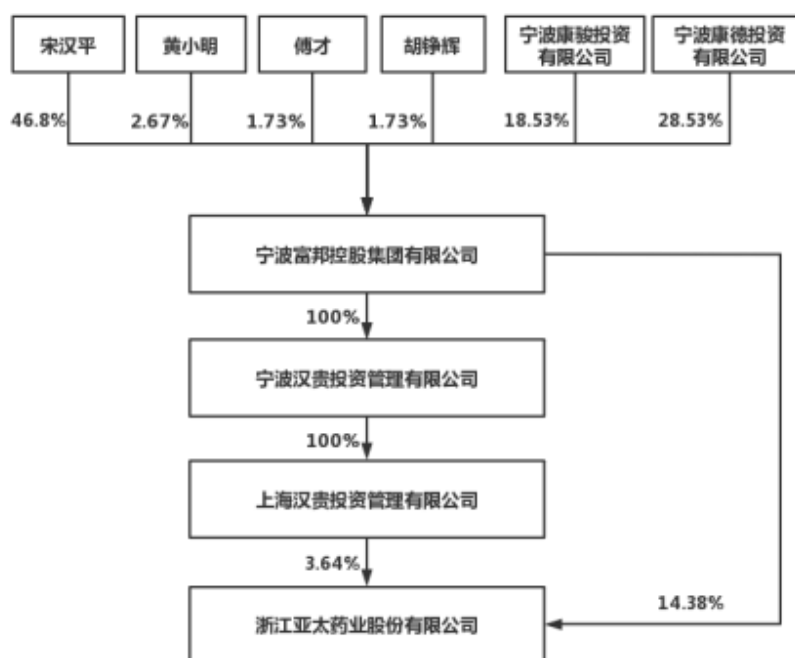 宋汉平
黄小明
傅才
胡铮辉
宁波康骏投资
有限公司
宁波康德投资
有限公司
46.8%
2.67%
1.73%
1.73%
18.53%
28.53%
宁波富邦控股集团有限公司
100%
宁波汉贵投资管理有限公司
100%
上海汉贵投资管理有限公司
3.64%
14.38%
浙江亚太药业股份有限公司